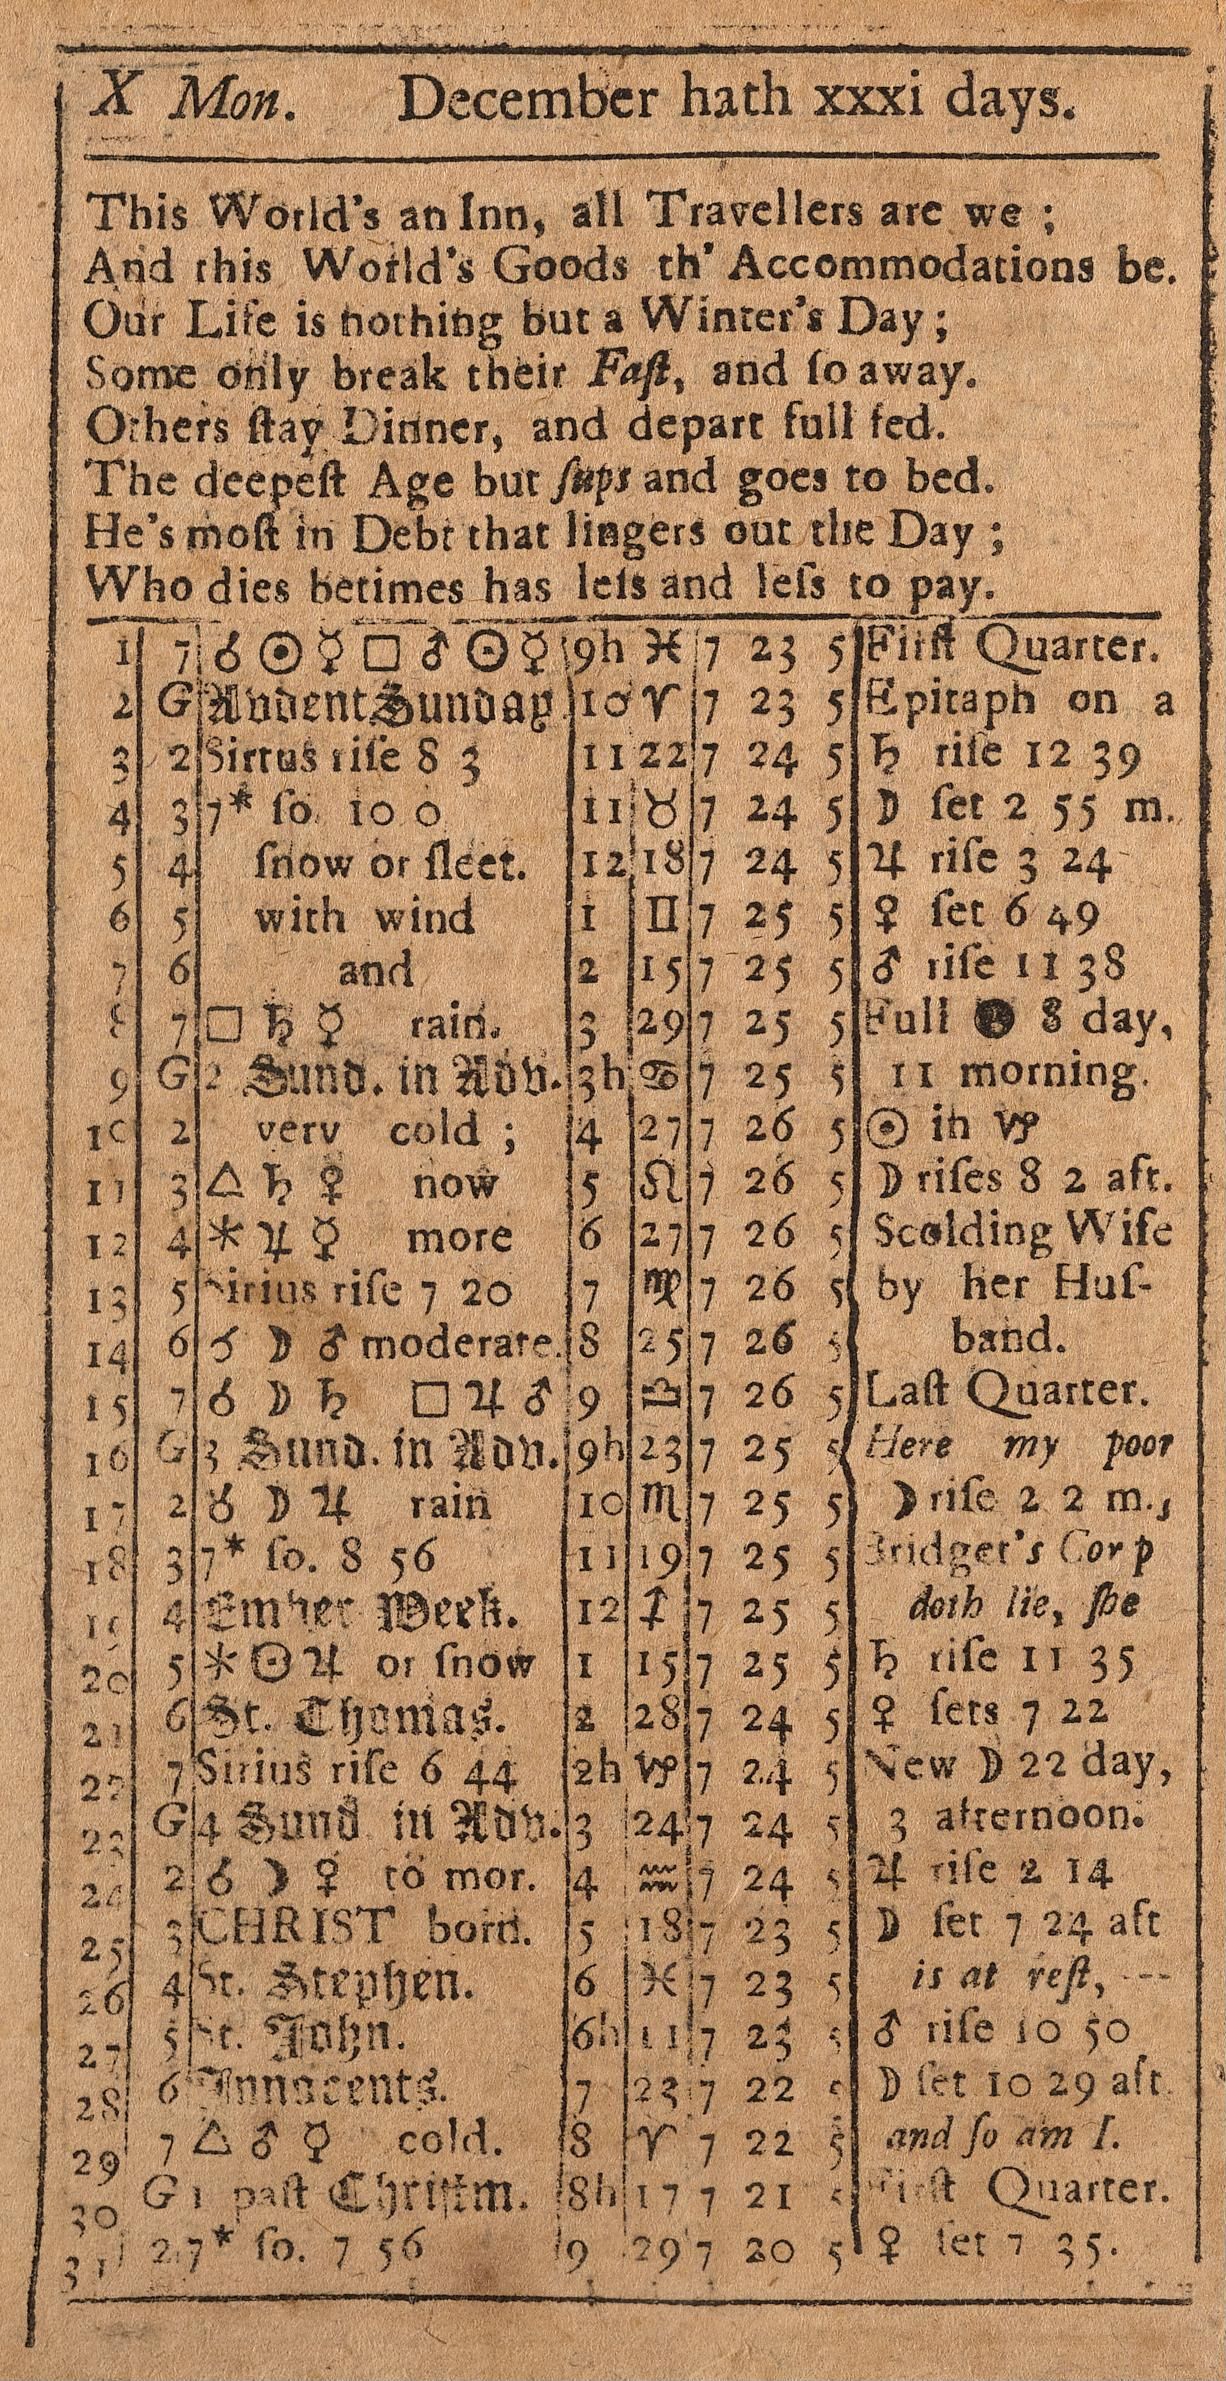 X Mon. December hath xxxi days.
This World's an Inn, all Travellers are we ;
And this World's Goods th' Accommodations be.
Our Life is nothing but a Winter's Day ;
Some only break their Faſt, and ſo away.
Others ſtay Dinner, and depart full fed.
The deepeſt Age but ſups and goes to bed.
He's moſt in Debt that lingers out the Day ;
Who dies betimes has leſs and leſs to pay.
1 7 ☌ ☉ ☿ □ ♂ ☉ ☿ 9h ♓ 7 23 5 Firſt Quarter.
2 G Advent Sunday 10 ♈ 7 23 5 Epitaph on a
3 2 Sirius riſe 8 3 11 22 7 24 5 ♄ riſe 12 39
4 3 7* ſo. 10 0 11 ♉ 7 24 5 ☽ ſet 2 55 m.
5 4 ſnow or ſleet. 12 18 7 24 5 ♃ riſe 3 24
6 5 with wind 1 ♊ 7 25 5 ♀ ſet 6 49
7 6 and 2 15 7 25 5 ♂ riſe 11 38
8 7 □ ♄ ☿ rain. 3 29 7 25 5 Full ● 8 day,
9 G 2 Sund. in Adv. 3h ♋ 7 25 5 11 morning.
10 2 very cold ; 4 27 7 26 5 ☉ in ♑
11 3 △ ♄ ♀ now 5 ♌ 7 26 5 ☽ riſes 8 2 aft.
12 4 ⚹ ♃ ☿ more 6 27 7 26 5 Scolding Wife
13 5 Sirius riſe 7 20 7 ♍ 7 26 5 by her Huſ-
14 6 ☌ ☽ ♂ moderate. 8 25 7 26 5 band.
15 7 ☌ ☽ ♄ □ ♃ ♂ 9 ♎ 7 26 5 Laſt Quarter.
16 G 3 Sund. in Adv. 9h 23 7 25 5 Here my poor
17 2 ☌ ☽ ♃ rain 10 ♏ 7 25 5 ☽ riſe 2 2 m.,
18 3 7* ſo. 8 56 11 19 7 25 5 Bridget's Corp
19 4 Ember Week. 12 ♐ 7 25 5 doth lie, ſhe
20 5 ⚹ ☉ ♃ or ſnow 1 15 7 25 5 ♄ riſe 11 35
21 6 St. Thomas. 2 28 7 24 5 ♀ ſets 7 22
22 7 Sirius riſe 6 44 2h ♑ 7 24 5 New ☽ 22 day,
23 G 4 Sund in Adv. 3 24 7 24 5 3 afternoon.
24 2 ☌ ☽ ♀ to mor. 4 ♒ 7 24 5 ♃ riſe 2 14
25 3 CHRIST born. 5 18 7 23 5 ☽ ſet 7 24 aft
26 4 St. Stephen. 6 ♓ 7 23 5 is at reſt, ---
27 5 St. John. 6h 11 7 23 5 ♂ riſe 10 50
28 6 Innocents. 7 23 7 22 5 ☽ ſet 10 29 aft.
29 7 △ ♂ ☿ cold. 8 ♈ 7 22 5 and ſo am I.
30 G 1 paſt Chriſtm. 8h 17 7 21 5 Firſt Quarter.
31 2 7* ſo. 7 56 9 29 7 20 5 ♀ ſet 7 35.